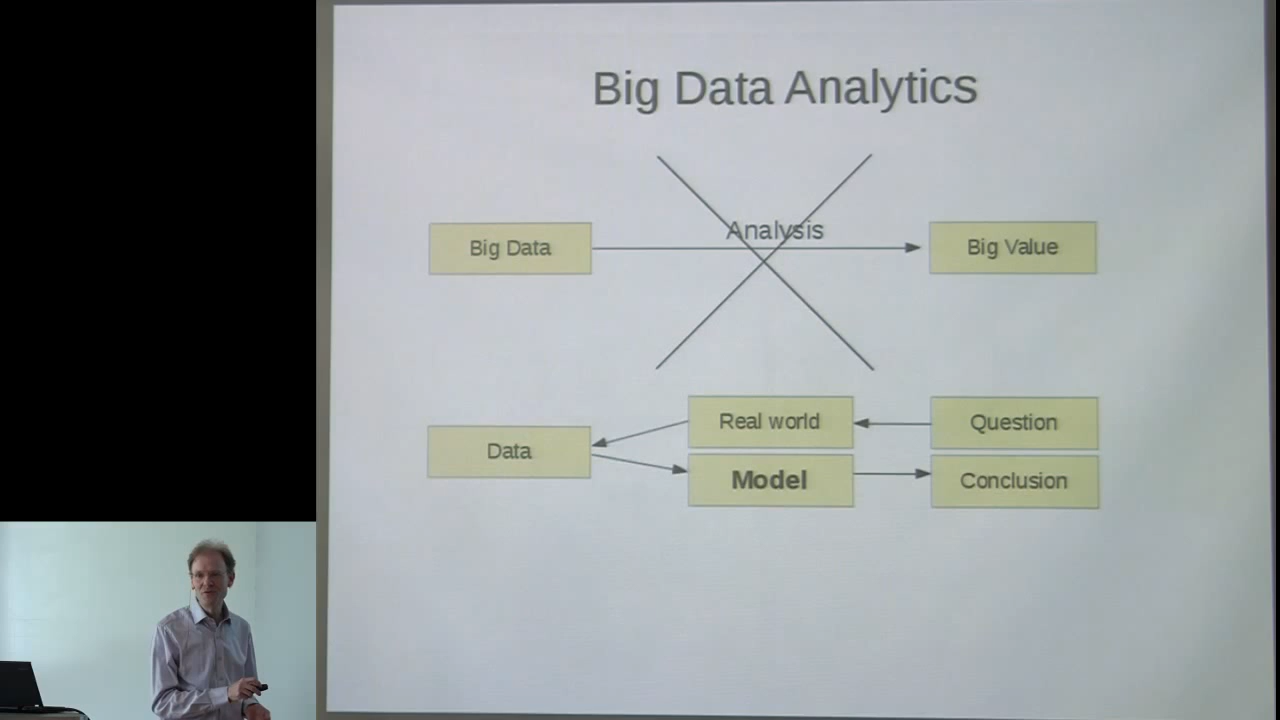 Big Data Analytics
Analysis
Big Data
Big Value
Real world
Question
Data
Model
Conclusion